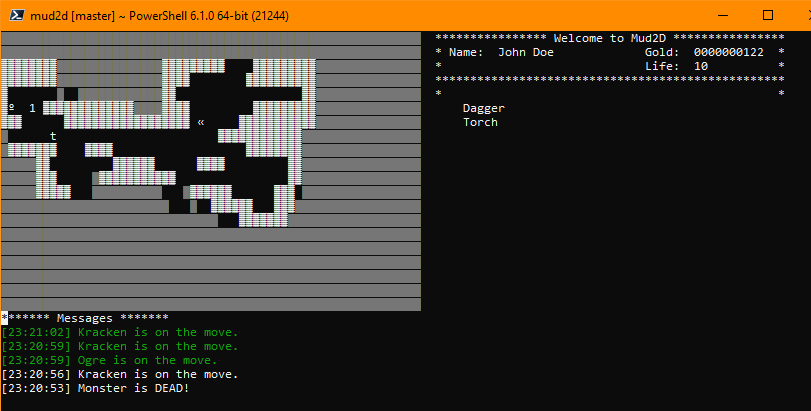 mud2d [master] ~ PowerShell 6.1.0 64-bit (21244)
**************** Welcome to Mud2D ****************
* Name:  John Doe             Gold:  0000000122  *
*                             Life:  10          *
**************************************************
*                                                *
Dagger
Torch
º  1
«
t
******* Messages *******
[23:21:02] Kracken is on the move.
[23:20:59] Kracken is on the move.
[23:20:59] Ogre is on the move.
[23:20:56] Kracken is on the move.
[23:20:53] Monster is DEAD!